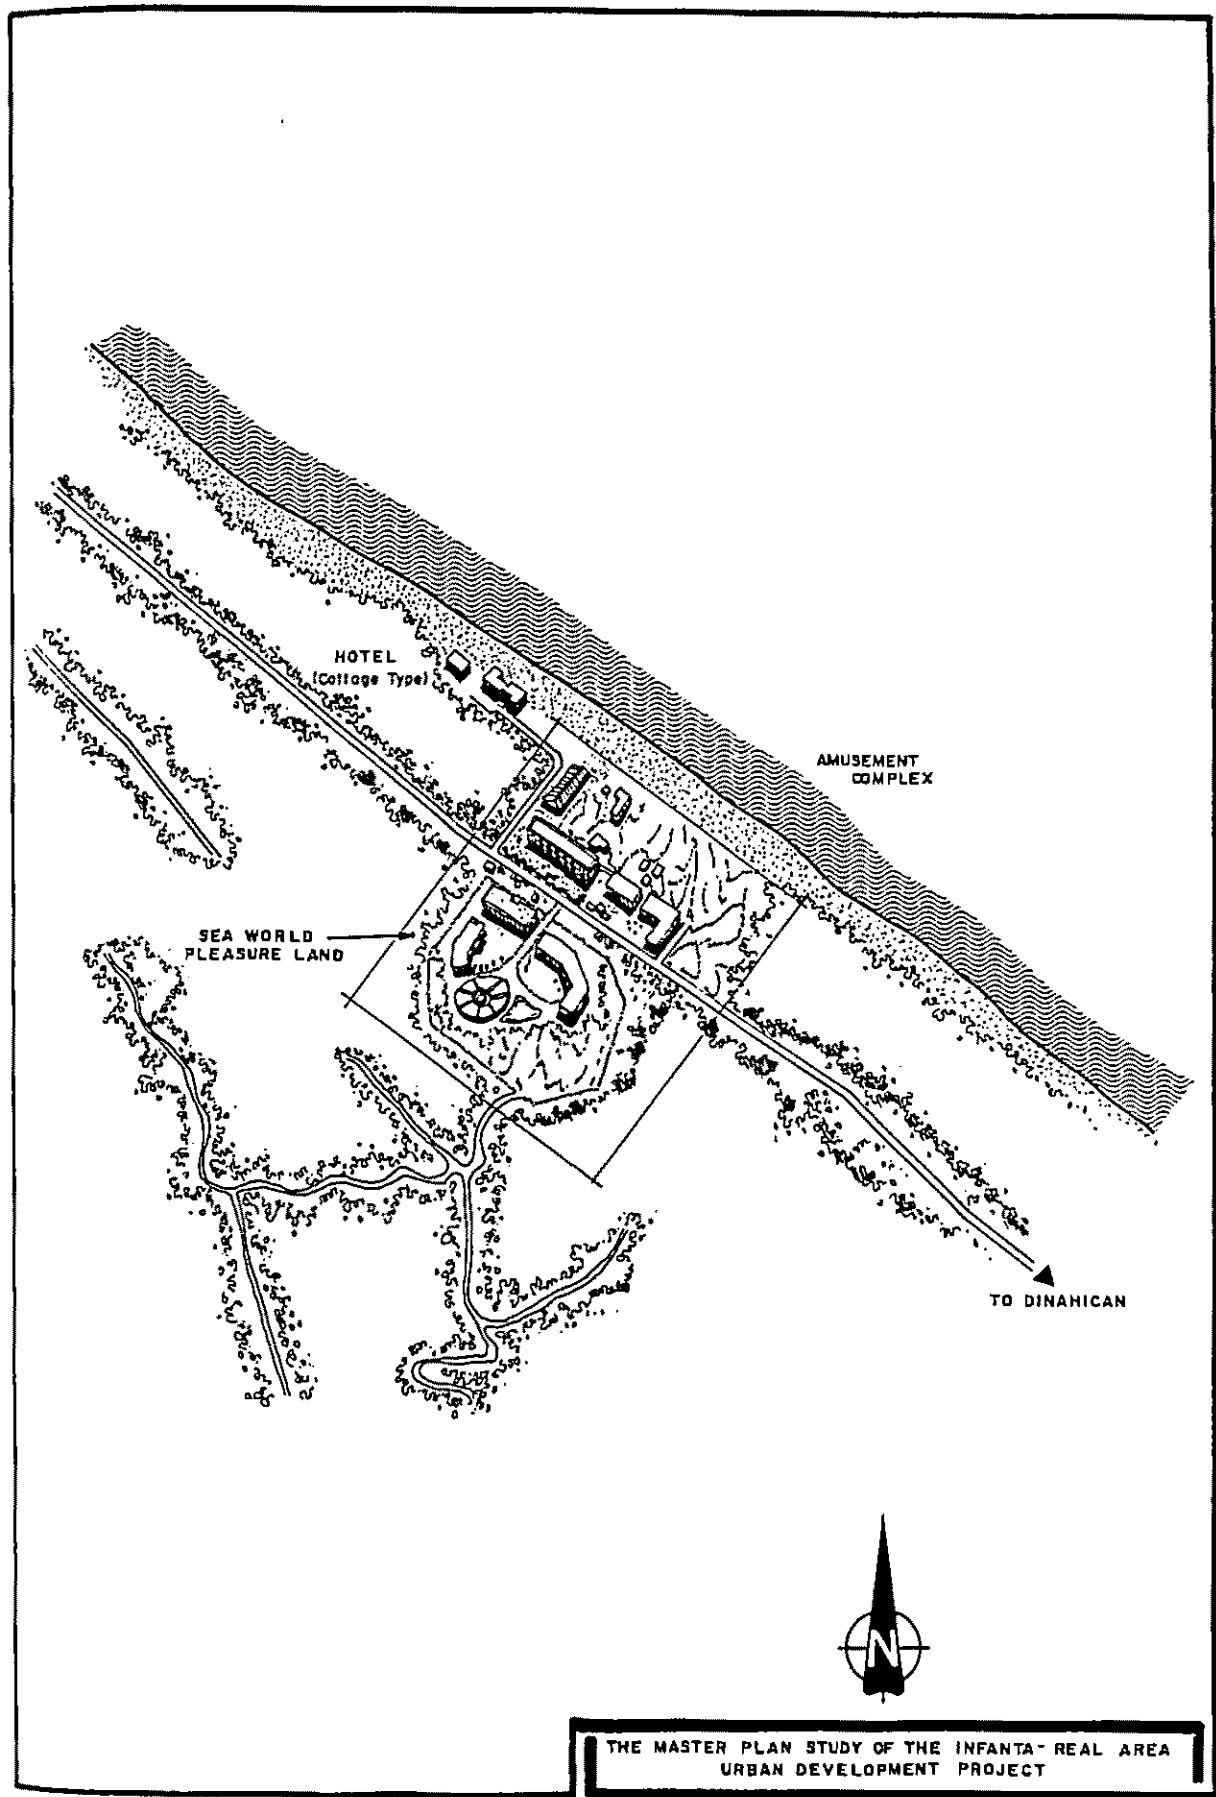 HOTEL
(Cottage Type)
AMUSEMENT
COMPLEX
SEA WORLD
PLEASURE LAND
TO DINAHICAN
N
THE MASTER PLAN STUDY OF THE INFANTA-REAL AREA
URBAN DEVELOPMENT PROJECT